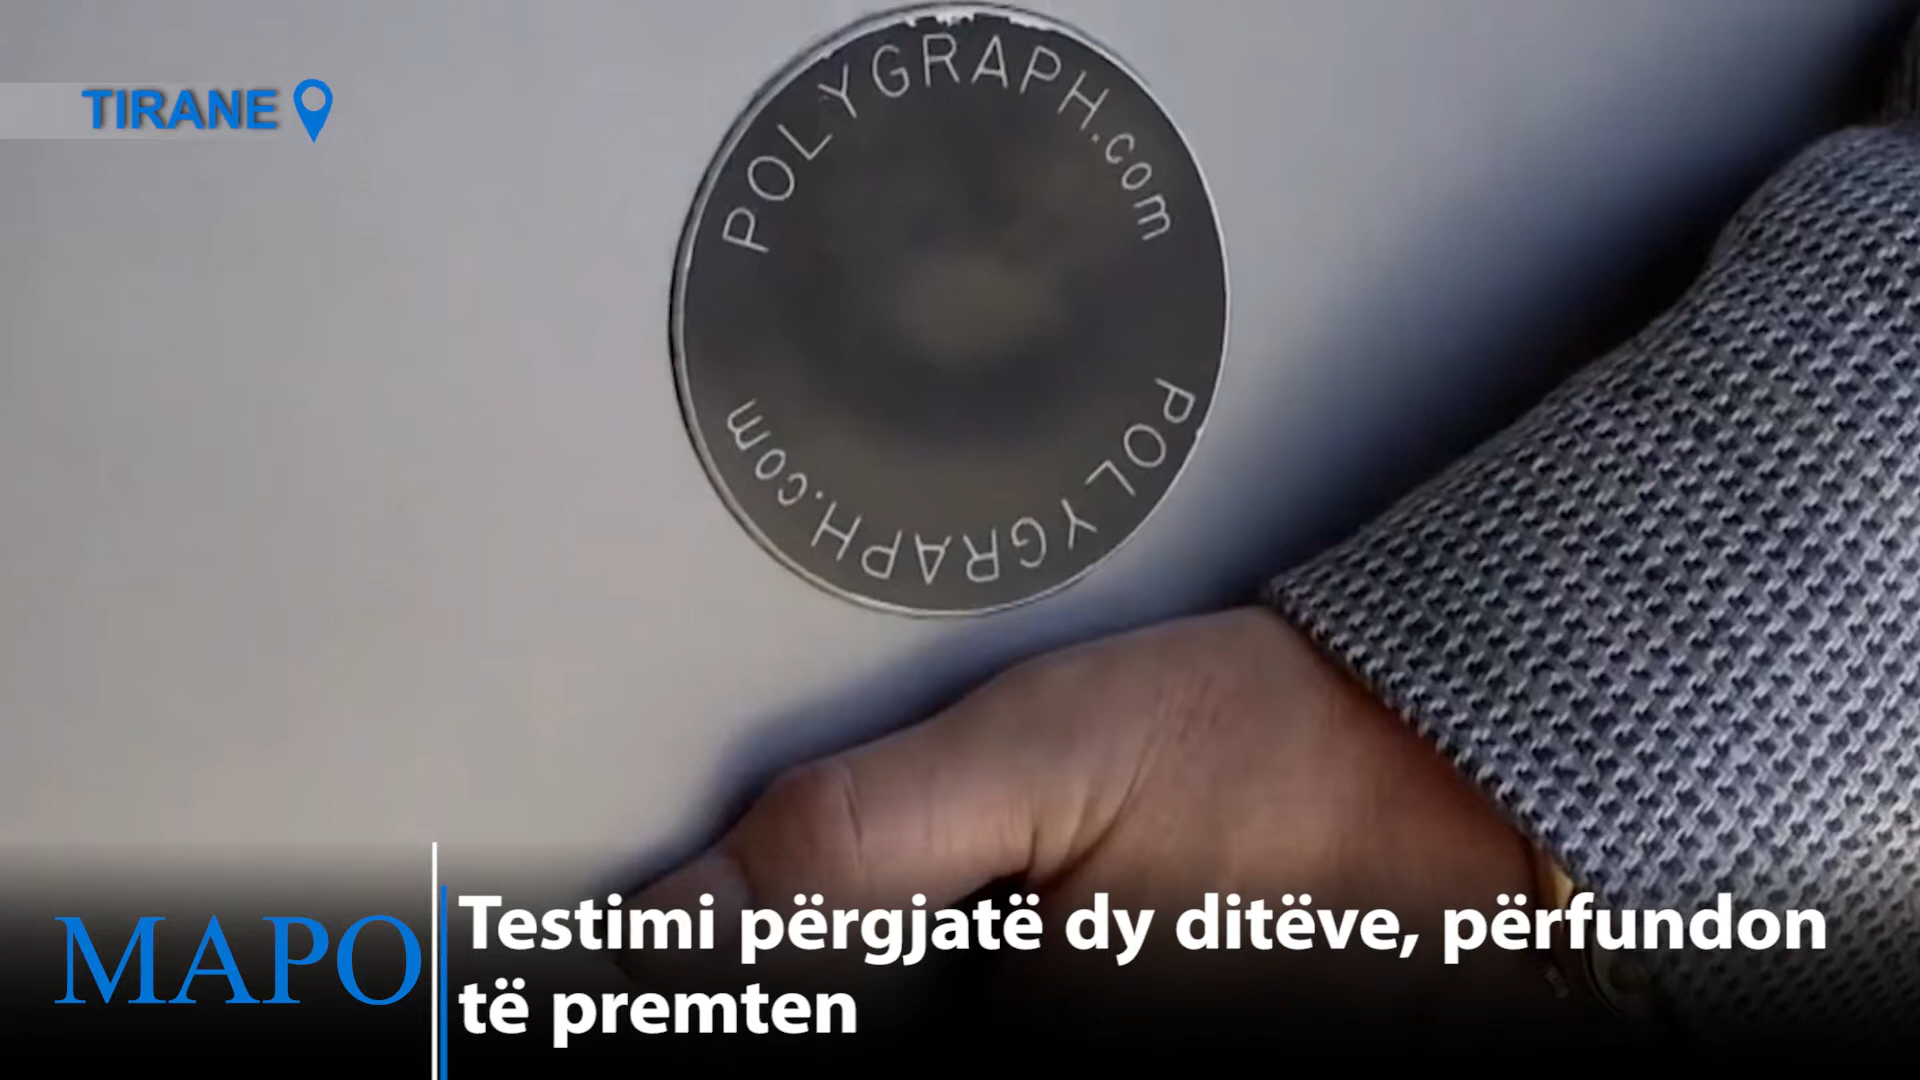 TIRANE
POLYGRAPH.com
POLYGRAPH.com
MAPO
Testimi përgjatë dy ditëve, përfundon
të premten